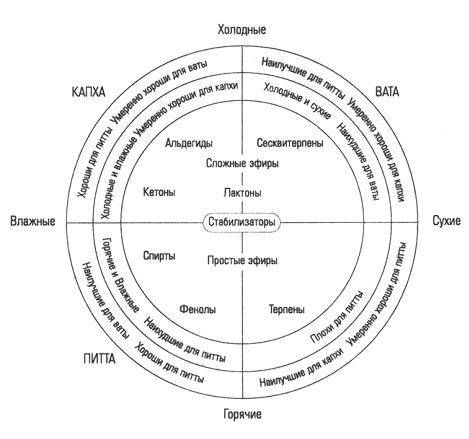 Холодные
КАПХА
ВАТА
Хороши для питты Умеренно хороши для ваты
Наилучшие для питты Умеренно хороши для капхи
Холодные и влажные Умеренно хороши для капхи
Холодные и сухие Наихудшие для ваты
Альдегиды
Сесквитерпены
Сложные эфиры
Кетоны
Лактоны
Влажные
Стабилизаторы
Сухие
Спирты
Простые эфиры
Фенолы
Терпены
Горячие и Влажные Наихудшие для питты
Плохи для питты
Наилучшие для ваты Хороши для питты
Наилучшие для капхи Умеренно хороши для ваты
ПИТТА
Горячие